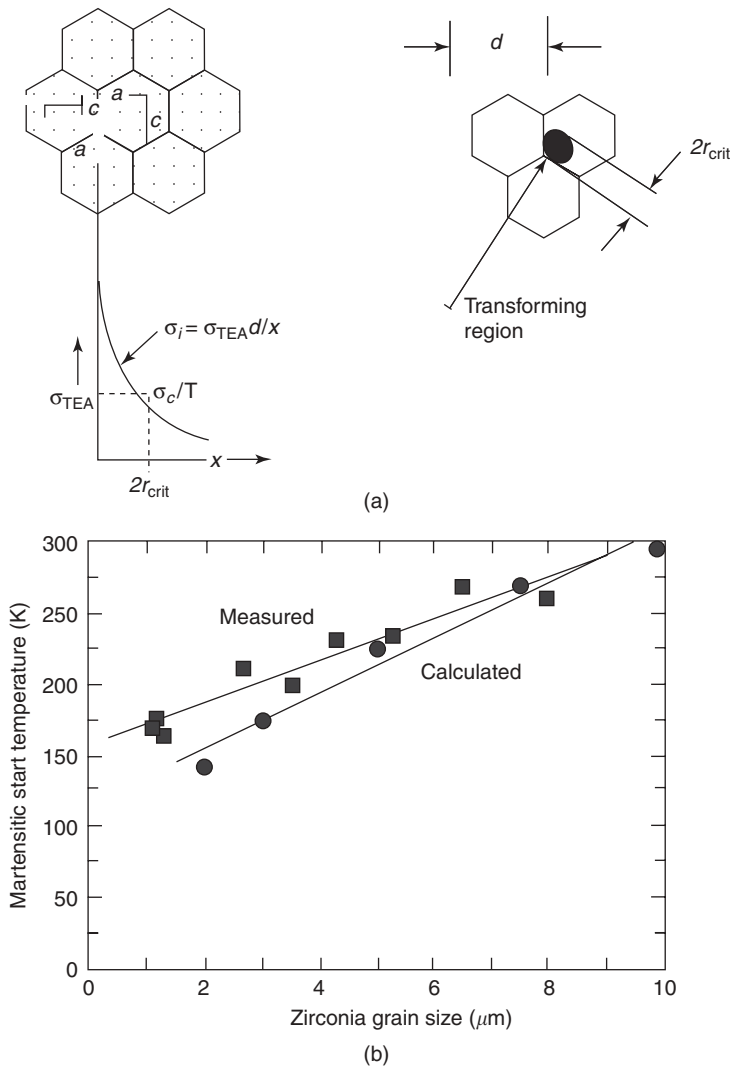 d
a
c
c
a
2r_crit
Transforming
region
σ_i = σ_TEA d/x
σ_TEA
σ_c/T
x
2r_crit
(a)
Martensitic start temperature (K)
300
250
200
150
100
50
0
Measured
Calculated
0 2 4 6 8 10
Zirconia grain size (μm)
(b)